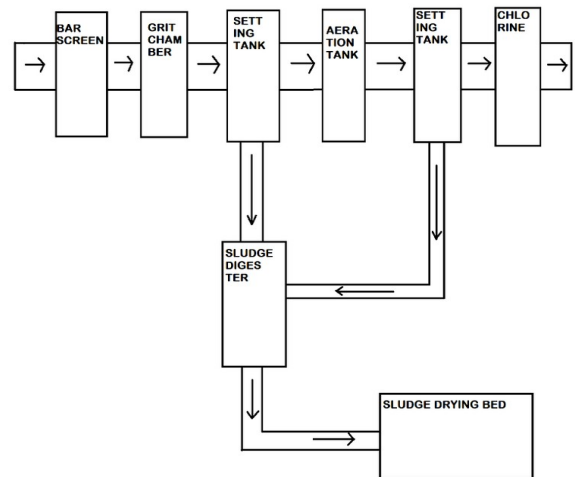 BAR
SCREEN
GRIT
CHAM
BER
SETT
ING
TANK
AERA
TION
TANK
SETT
ING
TANK
CHLO
RINE
SLUDGE
DIGES
TER
SLUDGE DRYING BED